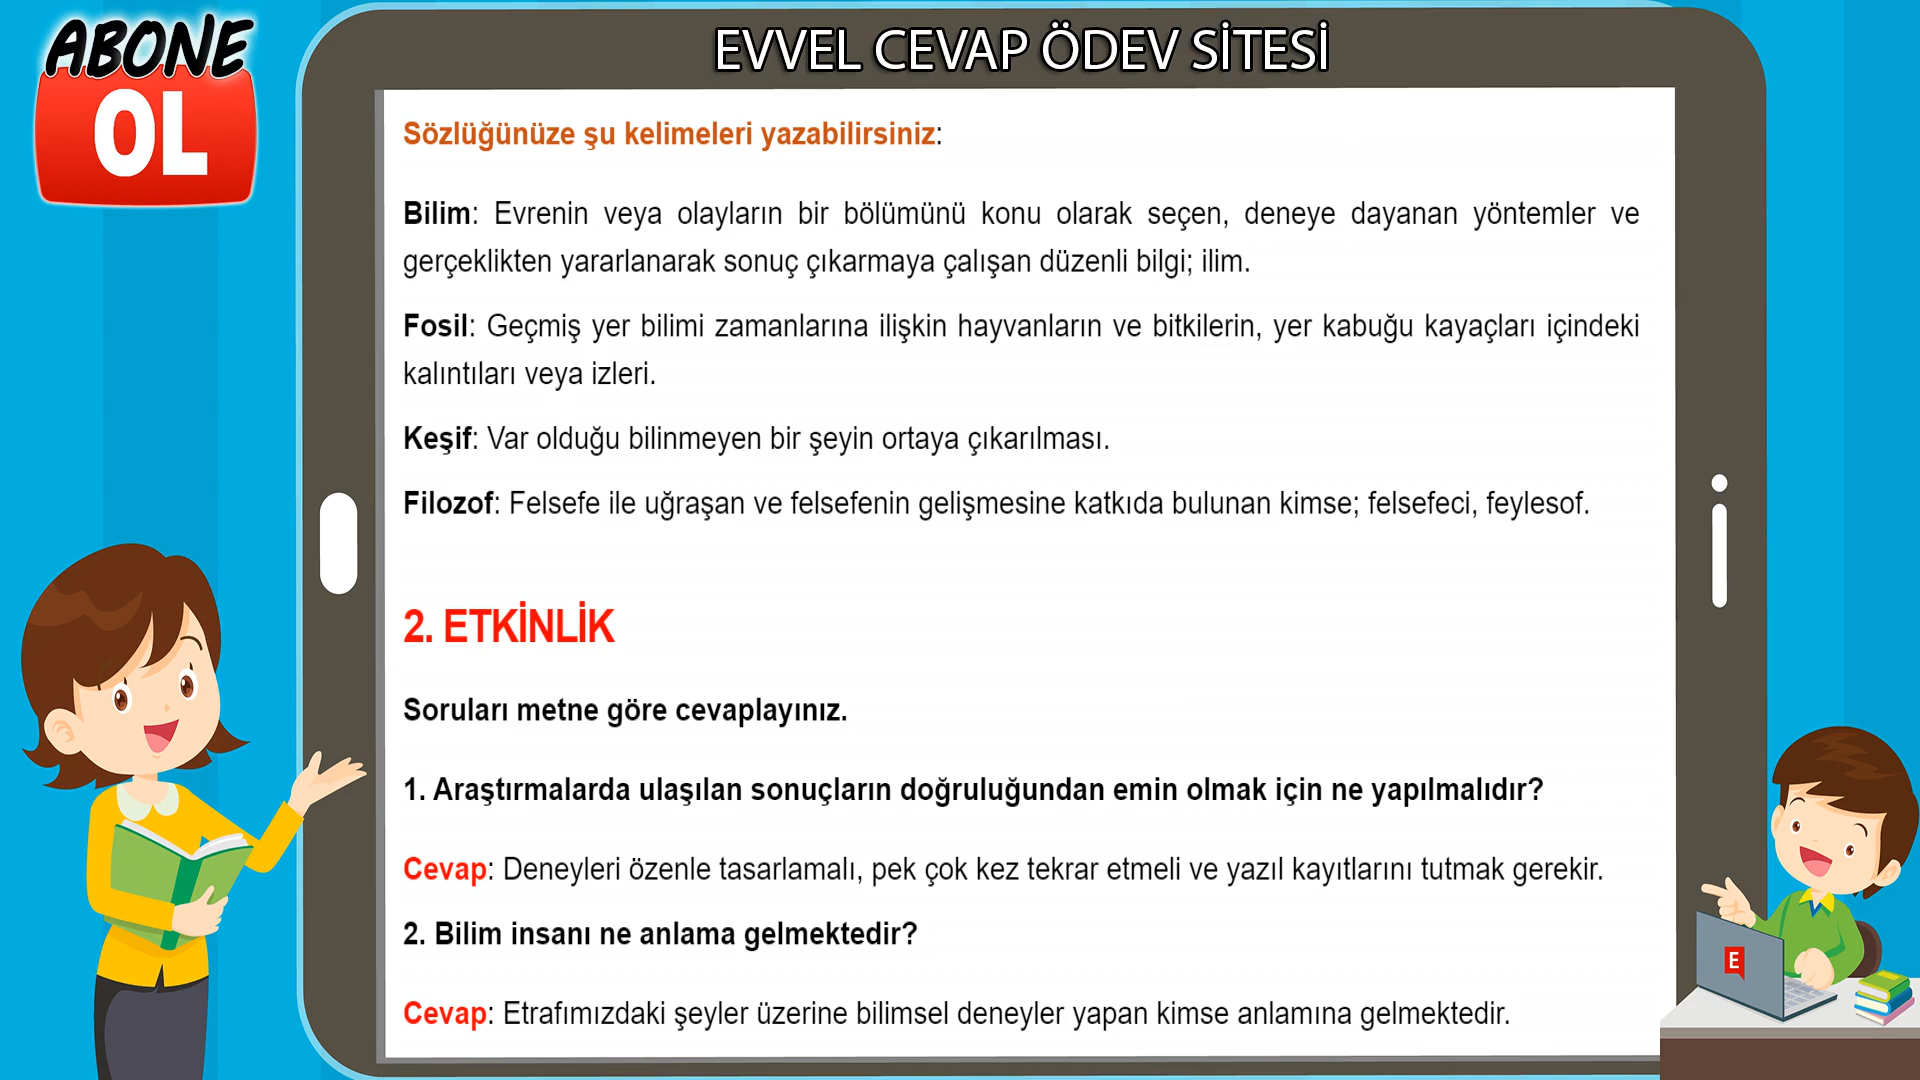 ABONE
OL
EVVEL CEVAP ÖDEV SİTESİ
Sözlüğünüze şu kelimeleri yazabilirsiniz:
Bilim: Evrenin veya olayların bir bölümünü konu olarak seçen, deneye dayanan yöntemler ve
gerçeklikten yararlanarak sonuç çıkarmaya çalışan düzenli bilgi; ilim.
Fosil: Geçmiş yer bilimi zamanlarına ilişkin hayvanların ve bitkilerin, yer kabuğu kayaçları içindeki
kalıntıları veya izleri.
Keşif: Var olduğu bilinmeyen bir şeyin ortaya çıkarılması.
Filozof: Felsefe ile uğraşan ve felsefenin gelişmesine katkıda bulunan kimse; felsefeci, feylesof.
2. ETKİNLİK
Soruları metne göre cevaplayınız.
1. Araştırmalarda ulaşılan sonuçların doğruluğundan emin olmak için ne yapılmalıdır?
Cevap: Deneyleri özenle tasarlamalı, pek çok kez tekrar etmeli ve yazıl kayıtlarını tutmak gerekir.
2. Bilim insanı ne anlama gelmektedir?
Cevap: Etrafımızdaki şeyler üzerine bilimsel deneyler yapan kimse anlamına gelmektedir.
E